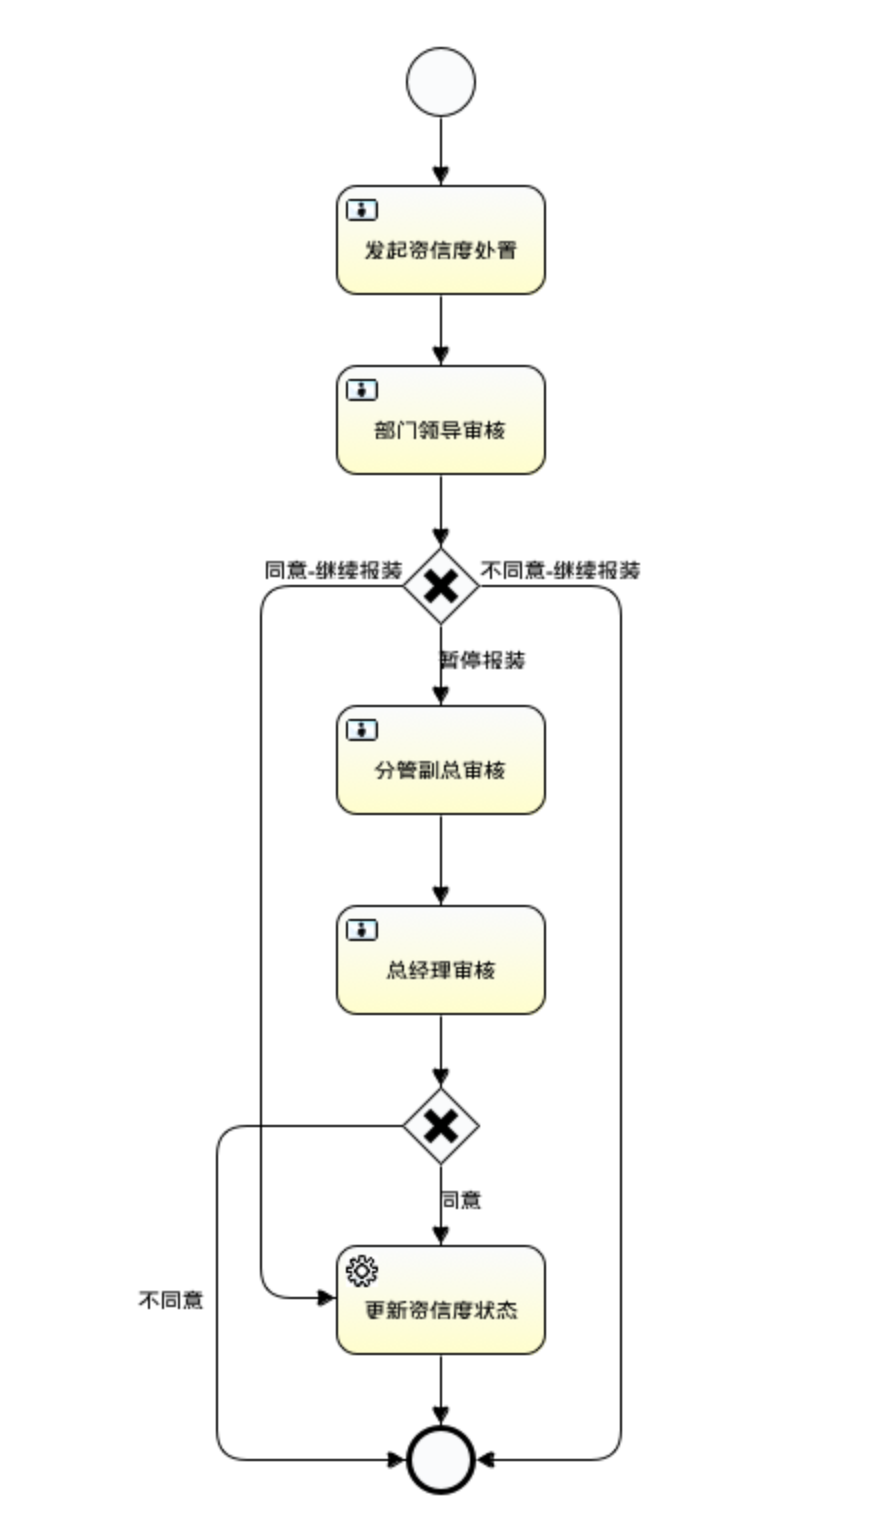 发起资信度处置
部门领导审核
同意-继续报装
不同意-继续报装
暂停报装
分管副总审核
总经理审核
同意
不同意
更新资信度状态